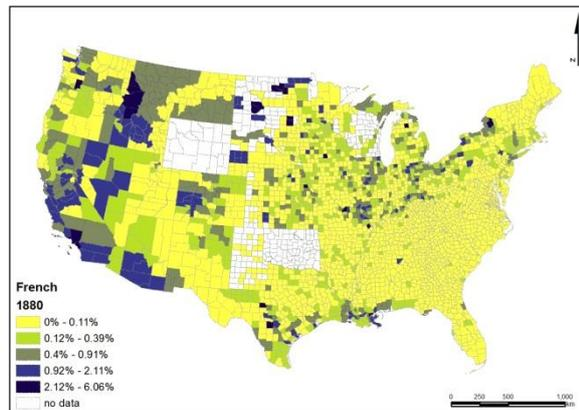 N
French
1880
0% - 0.11%
0.12% - 0.39%
0.4% - 0.91%
0.92% - 2.11%
2.12% - 6.06%
no data
0 250 500 1,000
km